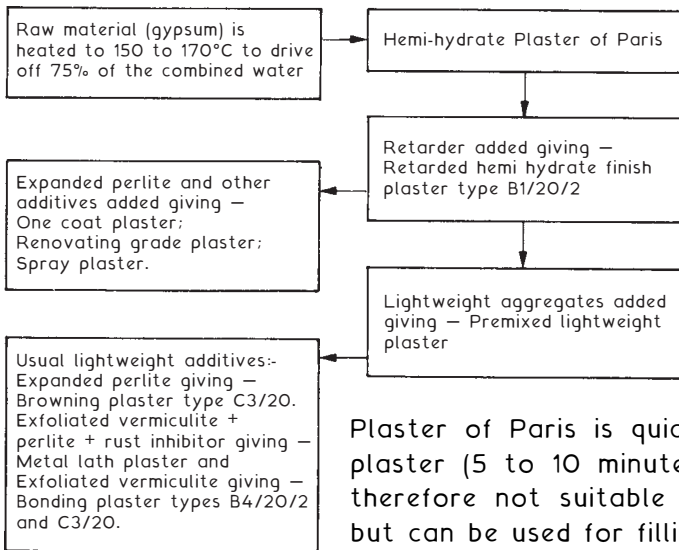 Raw material (gypsum) is
heated to 150 to 170°C to drive
off 75% of the combined water
Hemi-hydrate Plaster of Paris
Retarder added giving —
Retarded hemi hydrate finish
plaster type B1/20/2
Expanded perlite and other
additives added giving —
One coat plaster;
Renovating grade plaster;
Spray plaster.
Lightweight aggregates added
giving — Premixed lightweight
plaster
Usual lightweight additives:-
Expanded perlite giving —
Browning plaster type C3/20.
Exfoliated vermiculite +
perlite + rust inhibitor giving —
Metal lath plaster and
Exfoliated vermiculite giving —
Bonding plaster types B4/20/2
and C3/20.
Plaster of Paris is
plaster (5 to 10
therefore not suitable
but can be used for